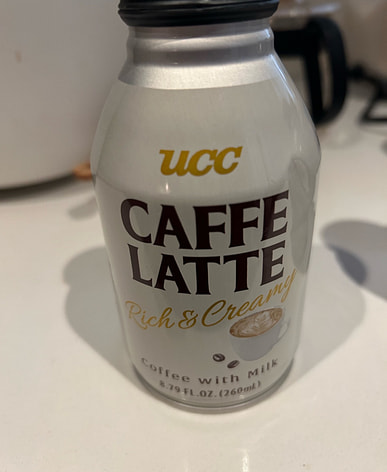 ucc
CAFFE
LATTE
Rich & Creamy
Coffee with Milk
8.79 FL.OZ. (260mL)